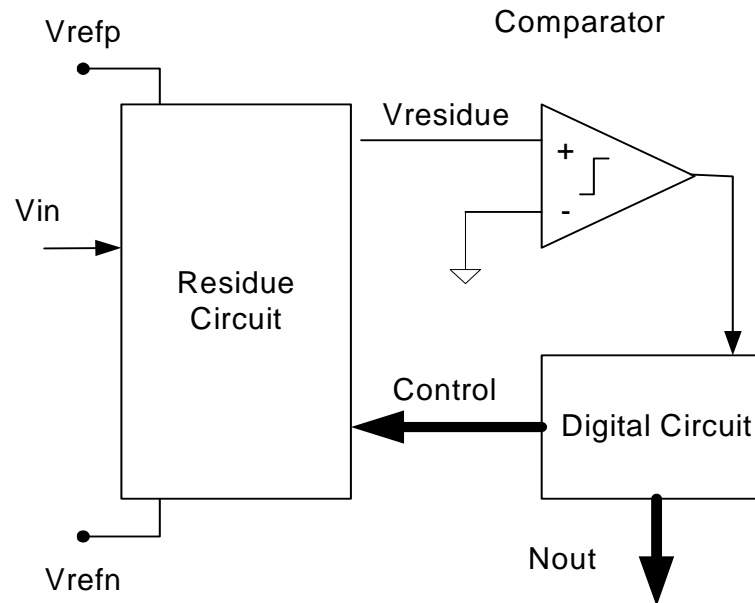 Vrefp
Comparator
Vresidue
+
-
Vin
Residue
Circuit
Control
Digital Circuit
Nout
Vrefn